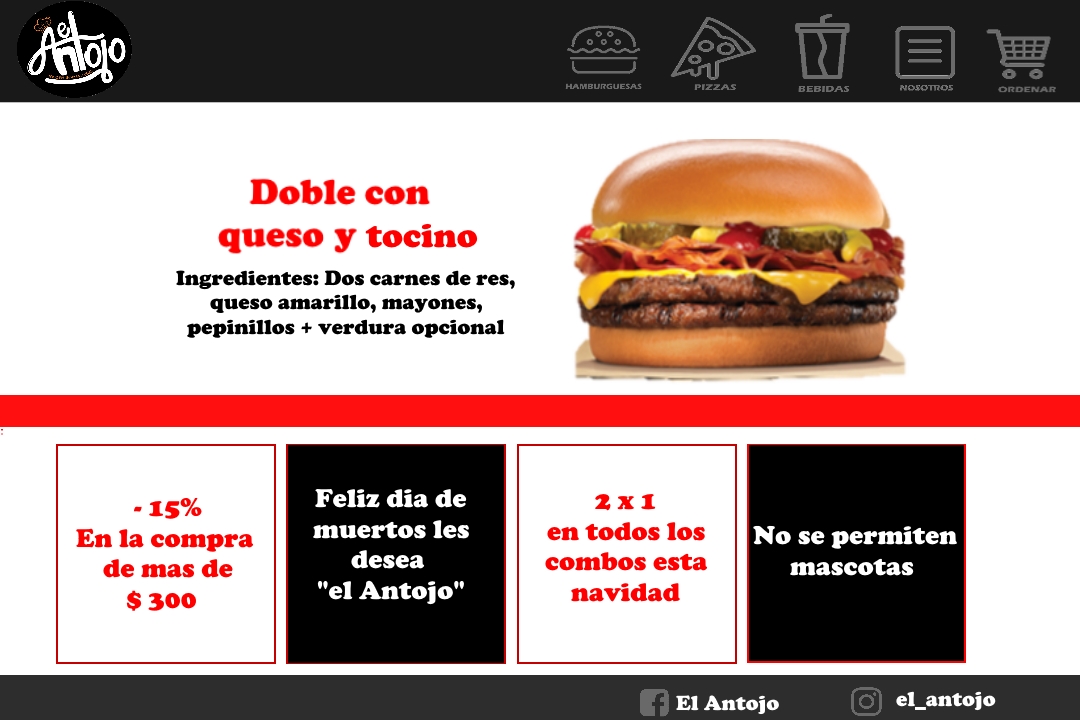 el
Antojo
HAMBURGUESAS
PIZZAS
BEBIDAS
NOSOTROS
ORDENAR
Doble con
queso y tocino
Ingredientes: Dos carnes de res,
queso amarillo, mayones,
pepinillos + verdura opcional
:
- 15%
En la compra
de mas de
$ 300
Feliz dia de
muertos les
desea
"el Antojo"
2 x 1
en todos los
combos esta
navidad
No se permiten
mascotas
El Antojo
el_antojo